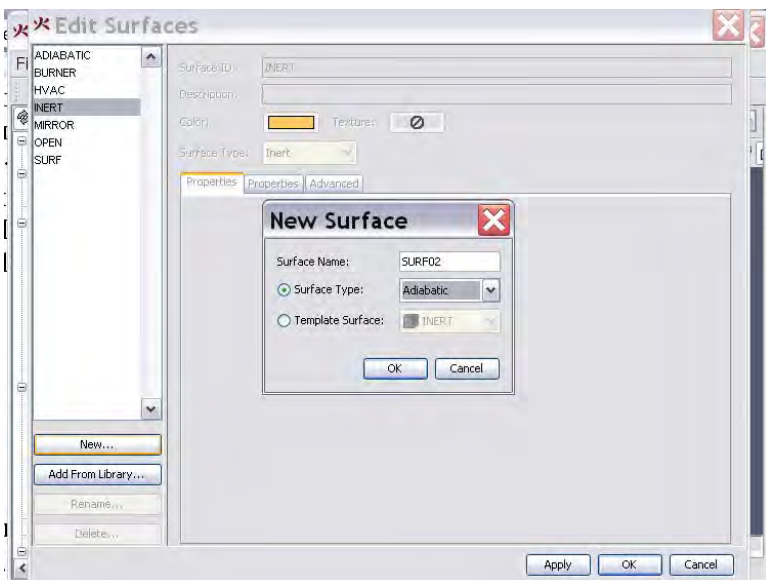 火 Edit Surfaces
Fi
ADIABATIC
BURNER
HVAC
INERT
MIRROR
OPEN
SURF
Surface ID: INERT
Description:
Color: Texture:
Surface Type: Inert
Properties Properties Advanced
New Surface
Surface Name: SURF02
Surface Type: Adiabatic
Template Surface: INERT
OK Cancel
New...
Add From Library...
Rename...
Delete...
Apply OK Cancel